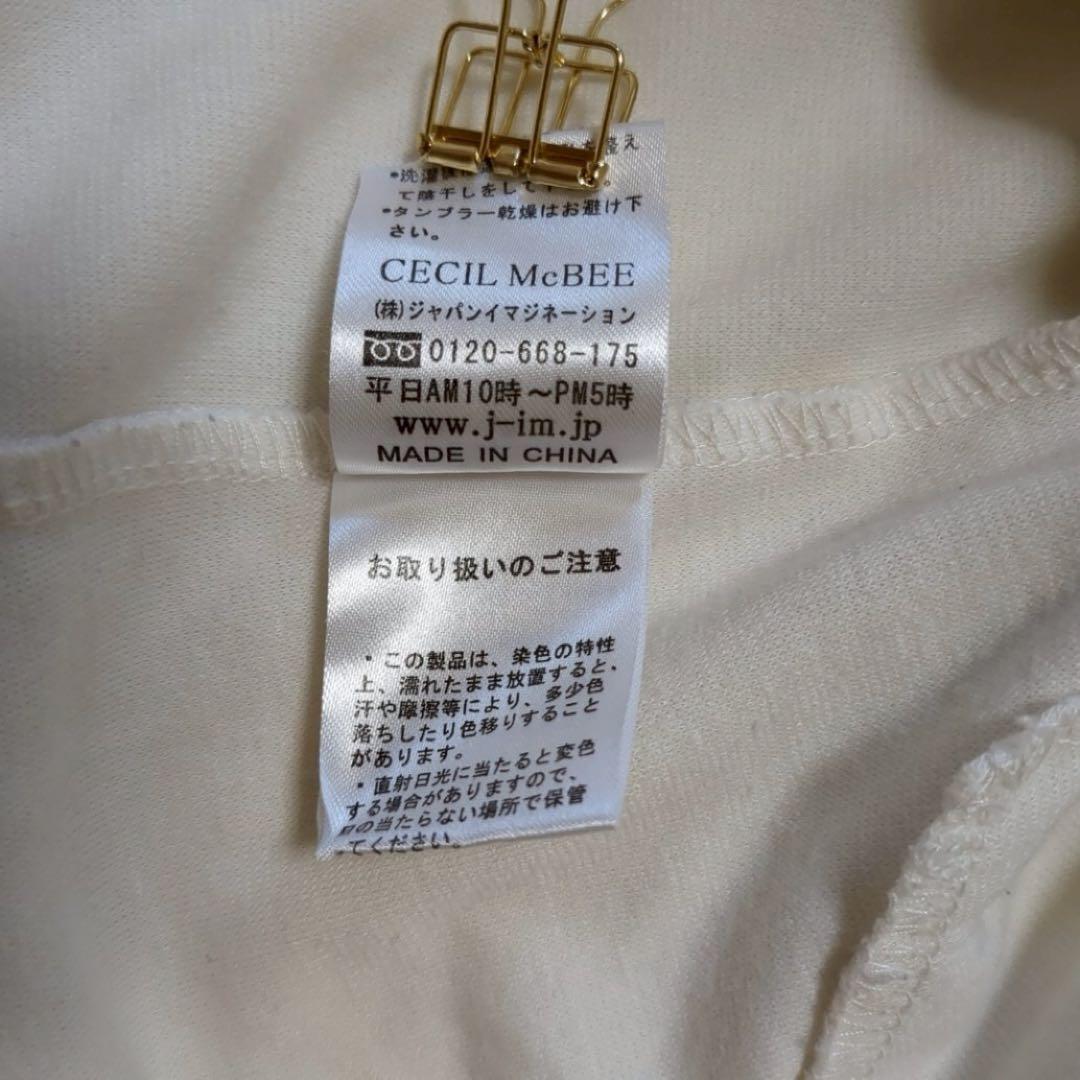 え
•洗濯
て陰干しをして
•タンブラー乾燥はお避け下
さい。
CECIL McBEE
(株)ジャパンイマジネーション
0120-668-175
平日AM10時～PM5時
www.j-im.jp
MADE IN CHINA
お取り扱いのご注意
・この製品は、染色の特性
上、濡れたまま放置すると、
汗や摩擦等により、多少色
落ちしたり色移りすること
があります。
・直射日光に当たると変色
する場合がありますので、
の当たらない場所で保管
てください。